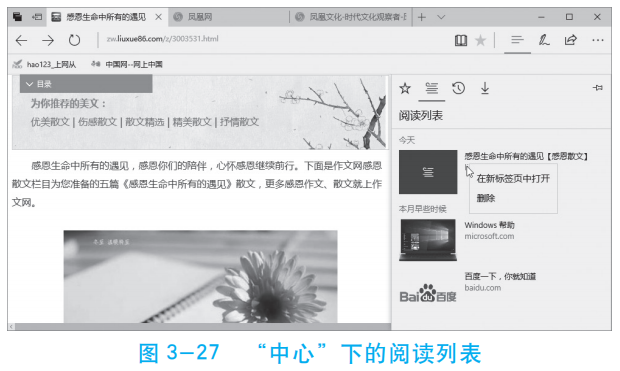 感恩生命中所有的遇见
凤凰网
凤凰文化-时代文化观察者-
zw.liuxue86.com/z/3003531.html
hao123_上网从
中国网--网上中国
目录
为你推荐的美文：
优美散文 | 伤感散文 | 散文精选 | 精美散文 | 抒情散文
感恩生命中所有的遇见，感恩你们的陪伴，心怀感恩继续前行。下面是作文网感恩
散文栏目为您准备的五篇《感恩生命中所有的遇见》散文，更多感恩作文、散文就上作
文网。
阅读列表
今天
感恩生命中所有的遇见【感恩散文】
在新标签页中打开
删除
本月早些时候
Windows 帮助
microsoft.com
百度一下，你就知道
baidu.com
Bai du 百度
图 3-27 “中心”下的阅读列表